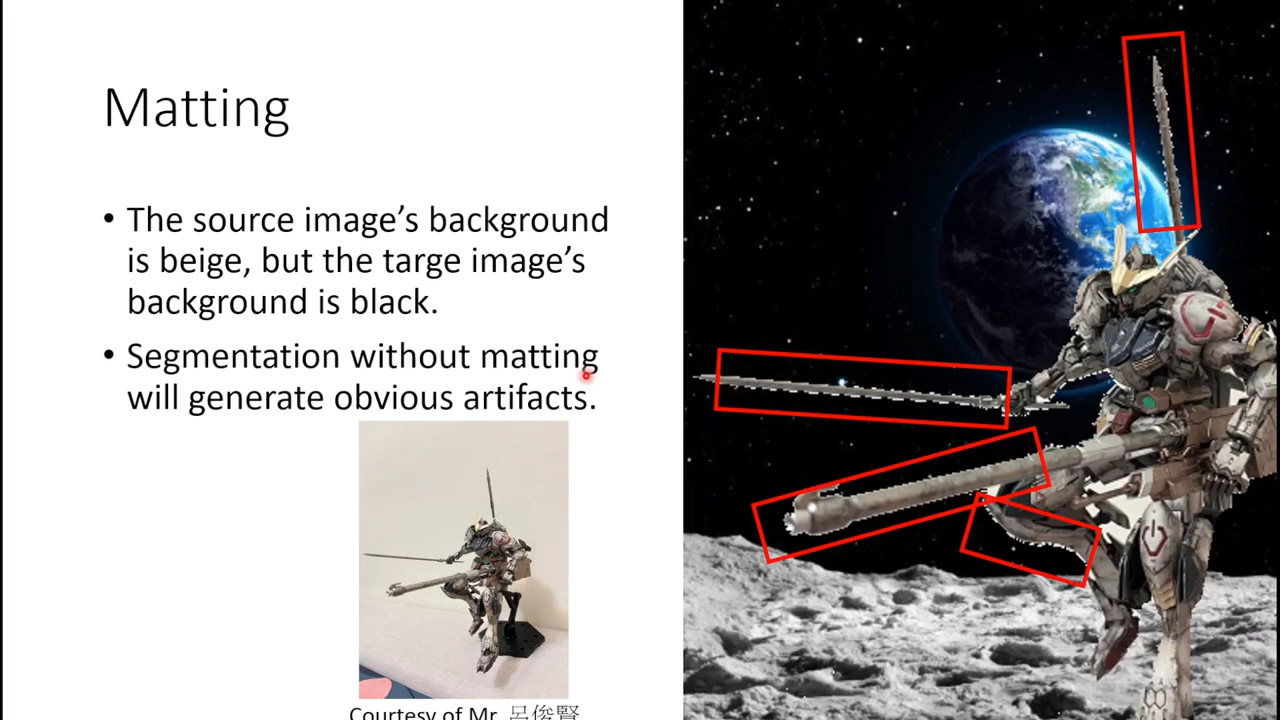 Matting
• The source image’s background
is beige, but the targe image’s
background is black.
• Segmentation without matting
will generate obvious artifacts.
Courtesy of Mr. 呂俊賢